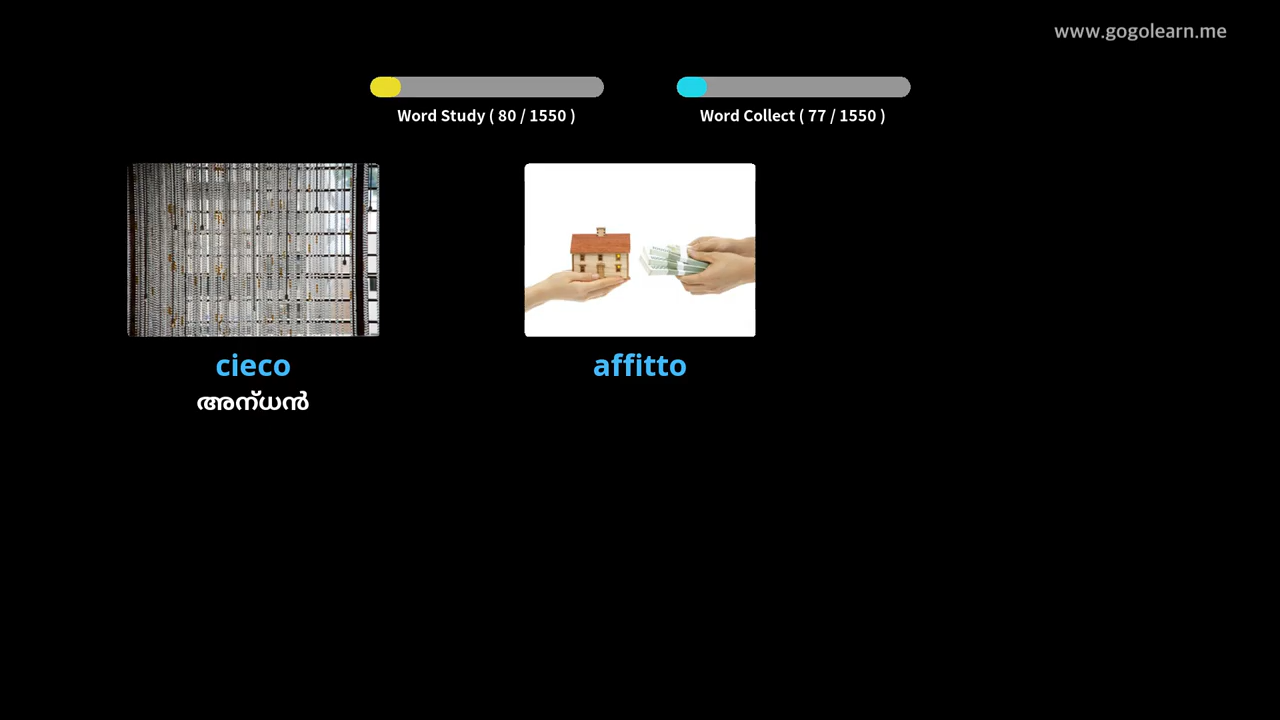 www.gogolearn.me
Word Study ( 80 / 1550 )
Word Collect ( 77 / 1550 )
cieco
affitto
അന്ധൻ